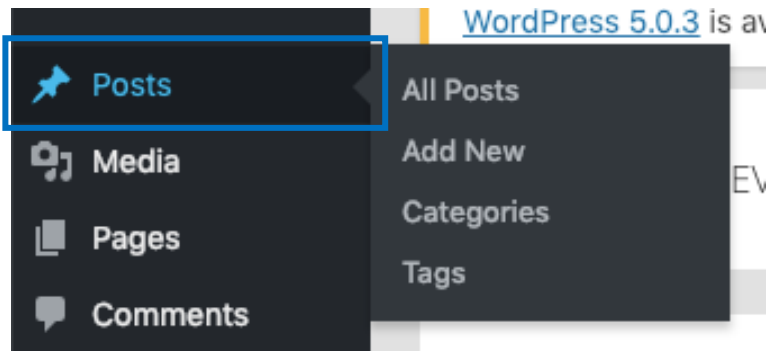 WordPress 5.0.3 is av
Posts
All Posts
Add New
Categories
Tags
Media
Pages
Comments
EV